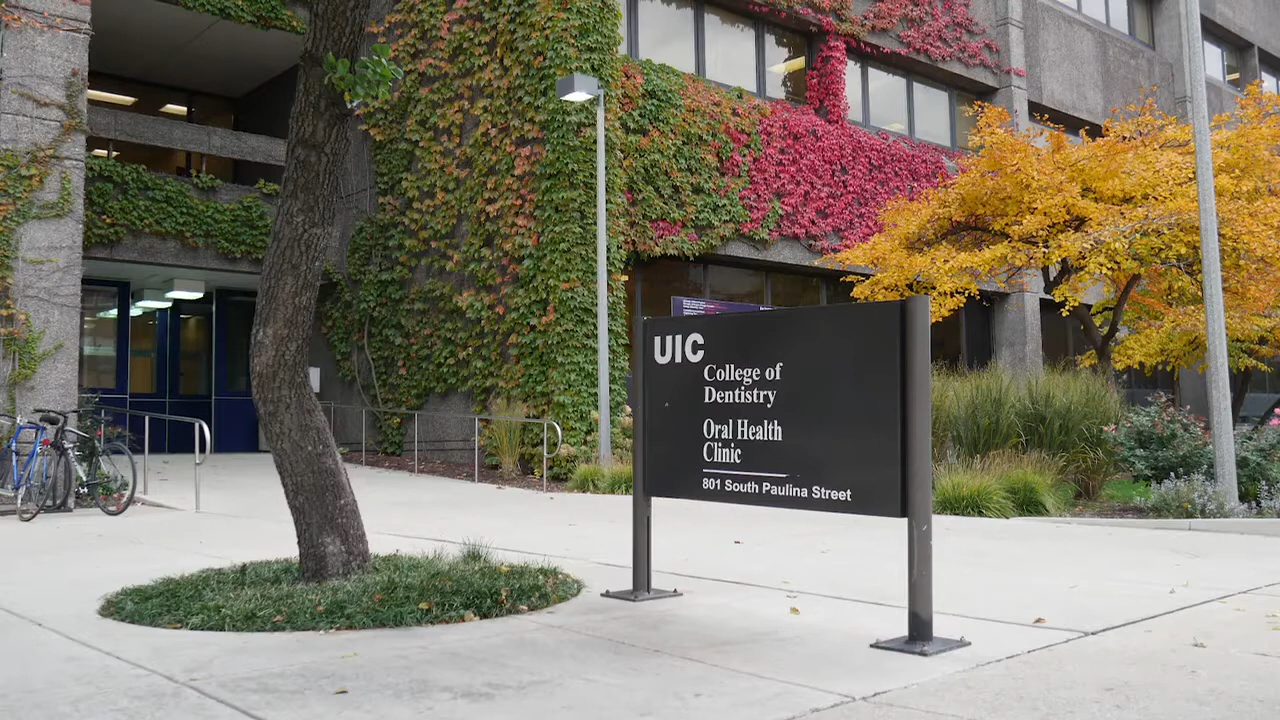 UIC
College of
Dentistry
Oral Health
Clinic
801 South Paulina Street